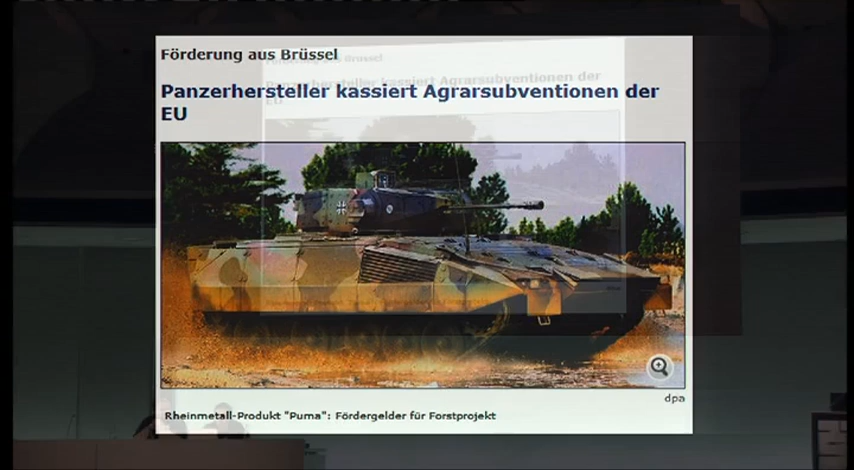 Förderung aus Brüssel
Panzerhersteller kassiert Agrarsubventionen der
EU
dpa
Rheinmetall-Produkt "Puma": Fördergelder für Forstprojekt